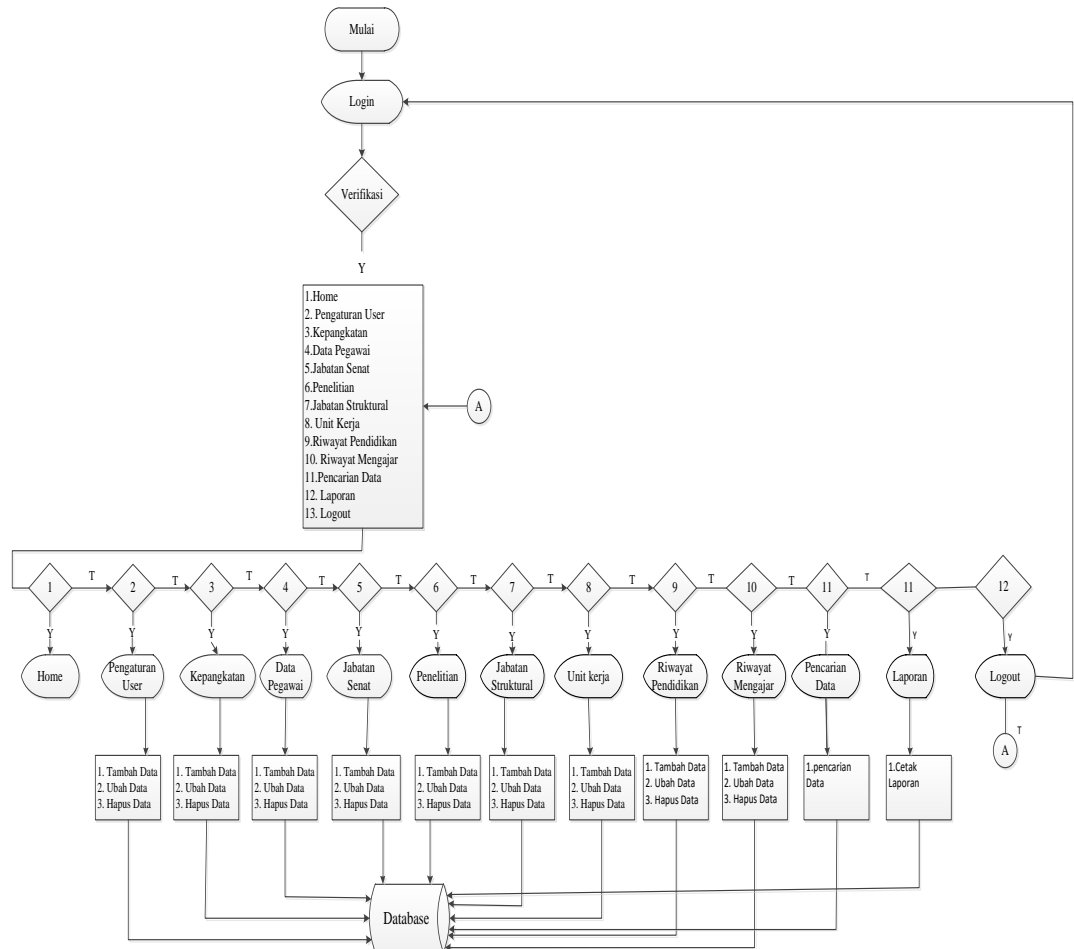 Mulai
Login
Verifikasi
Y
1.Home
2. Pengaturan User
3.Kepangkatan
4.Data Pegawai
5.Jabatan Senat
6.Penelitian
7.Jabatan Struktural
8. Unit Kerja
9.Riwayat Pendidikan
10. Riwayat Mengajar
11.Pencarian Data
12. Laporan
13. Logout
A
1 T 2 T 3 T 4 T 5 T 6 T 7 T 8 T 9 T 10 T 11 T 11 12
Y Y Y Y Y Y Y Y Y Y Y Y Y
Home
Pengaturan
User
Kepangkatan
Data
Pegawai
Jabatan
Senat
Penelitian
Jabatan
Struktural
Unit kerja
Riwayat
Pendidikan
Riwayat
Mengajar
Pencarian
Data
Laporan
Logout
T
A
1. Tambah Data
2. Ubah Data
3. Hapus Data
1. Tambah Data
2. Ubah Data
3. Hapus Data
1. Tambah Data
2. Ubah Data
3. Hapus Data
1. Tambah Data
2. Ubah Data
3. Hapus Data
1. Tambah Data
2. Ubah Data
3. Hapus Data
1. Tambah Data
2. Ubah Data
3. Hapus Data
1. Tambah Data
2. Ubah Data
3. Hapus Data
1. Tambah Data
2. Ubah Data
3. Hapus Data
1. Tambah Data
2. Ubah Data
3. Hapus Data
1.pencarian
Data
1.Cetak
Laporan
Database